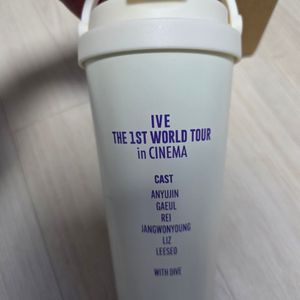 IVE
THE 1ST WORLD TOUR
in CINEMA
CAST
ANYUJIN
GAEUL
REI
JANGWONYOUNG
LIZ
LEESEO
WITH DIVE